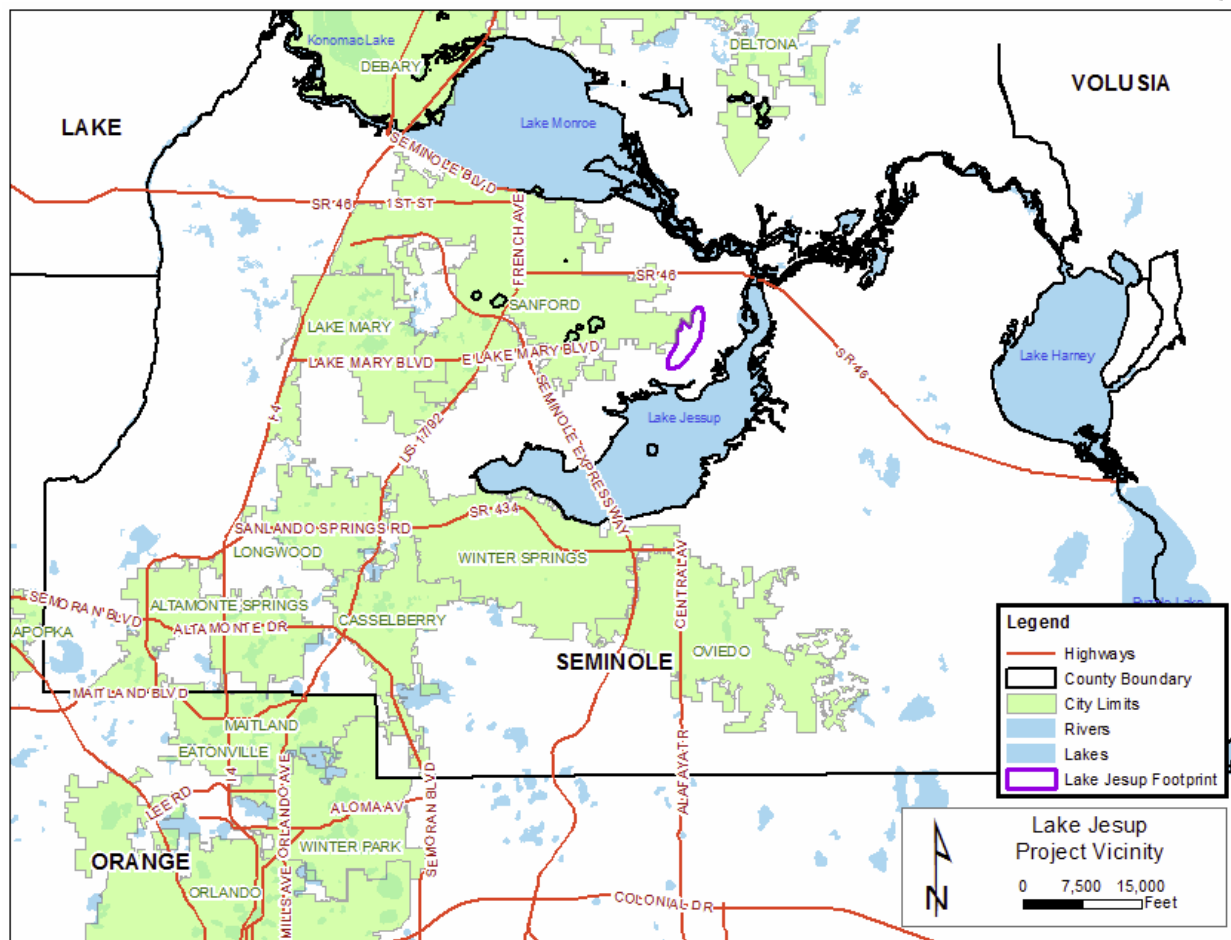 Konomac Lake
DEBARY
DELTONA
VOLUSIA
LAKE
Lake Monroe
SEMINOLE BLVD
SR 46
1ST ST
FRENCH AVE
SR 46
SANFORD
LAKE MARY
LAKE MARY BLVD
E LAKE MARY BLVD
SR 46
Lake Harney
I-4
US-17/92
SEMINOLE EXPRESSWAY
Lake Jessup
SANLANDO SPRINGS RD
SR 434
LONGWOOD
WINTER SPRINGS
CENTRAL AV
SEMORAN BLVD
ALTAMONTE SPRINGS
APOPKA
ALTAMONTE DR
CASSELBERRY
SEMINOLE
OVIEDO
MAITLAND BLVD
MAITLAND
EATONVILLE
I-4
ORLANDO AVE
LEE RD
ALOMA AV
SEMORAN BLVD
ALAFAYA TR
ORANGE
WINTER PARK
ORLANDO
MILLS AVE
COLONIAL DR
Legend
Highways
County Boundary
City Limits
Rivers
Lakes
Lake Jesup Footprint
Lake Jesup
Project Vicinity
N
0 7,500 15,000
Feet